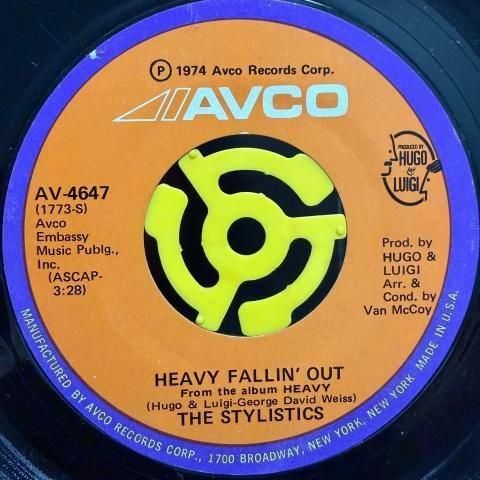 Ⓟ 1974 Avco Records Corp.
AVCO
PRODUCED BY
HUGO
&
LUIGI
AV-4647
(1773-S)
Avco
Embassy
Music Publg.,
Inc.
(ASCAP-
3:28)
Prod. by
HUGO &
LUIGI
Arr. &
Cond. by
Van McCoy
HEAVY FALLIN' OUT
From the album HEAVY
(Hugo & Luigi-George David Weiss)
THE STYLISTICS
MANUFACTURED BY AVCO RECORDS CORP., 1700 BROADWAY, NEW YORK, NEW YORK. MADE IN U.S.A.